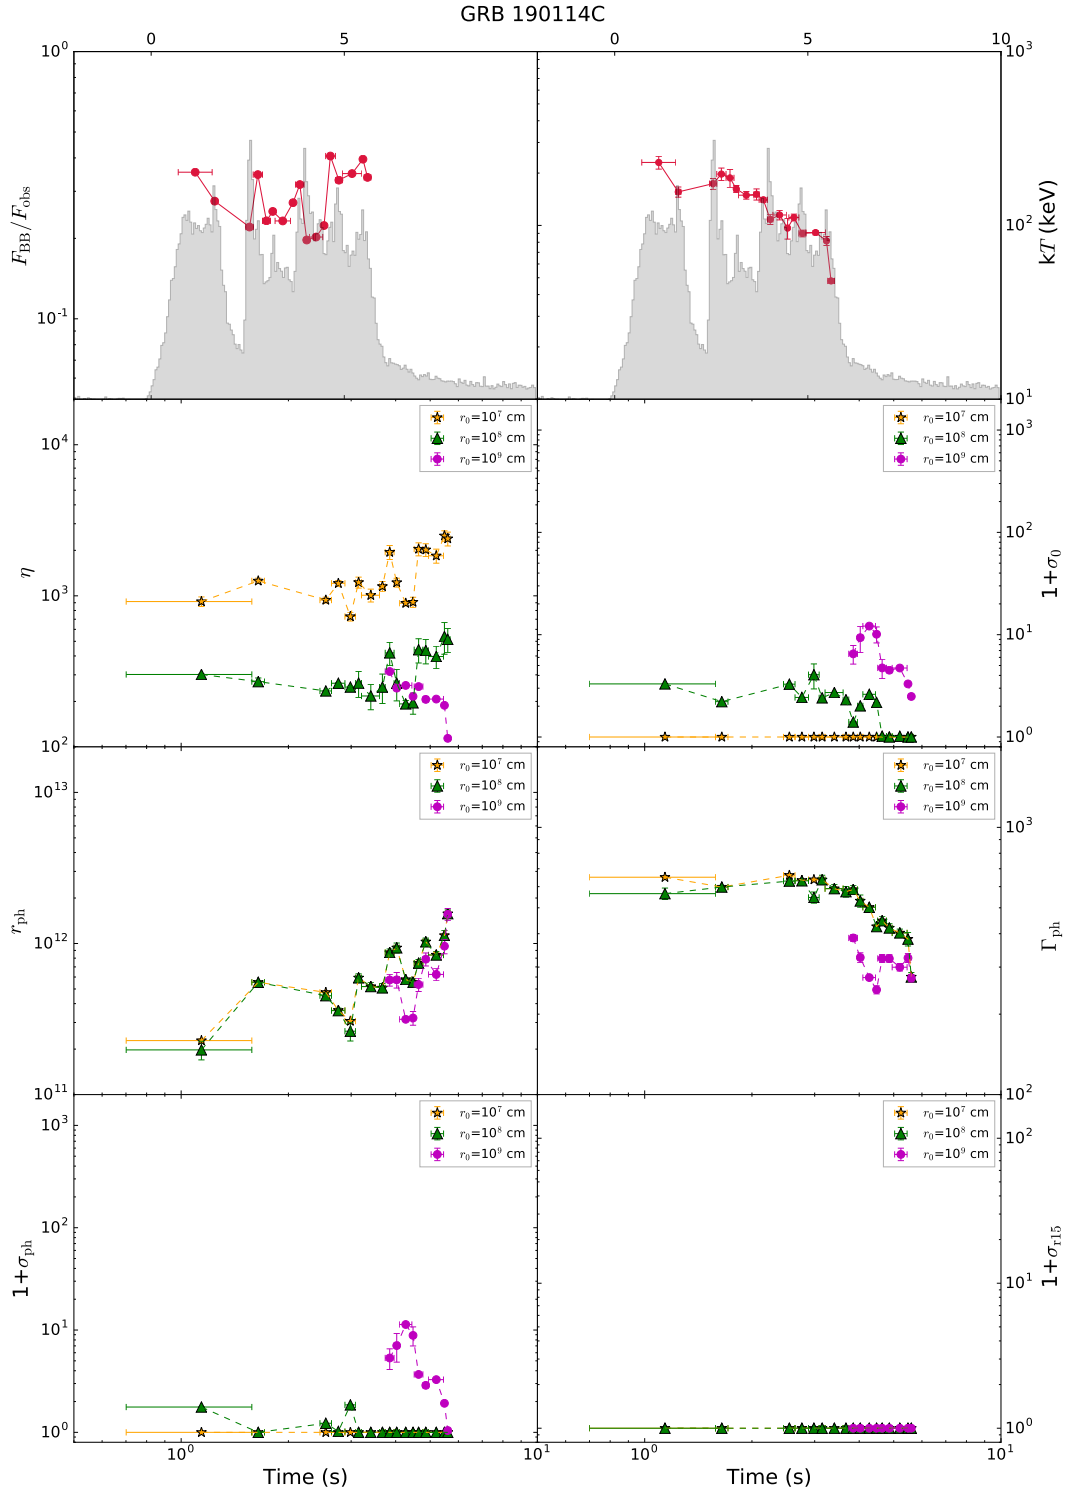 GRB 190114C
0 5 0 5 10
10⁰ 10³
F_BB/F_obs 10² kT (keV)
10⁻¹ 10¹
r₀=10⁷ cm r₀=10⁷ cm
r₀=10⁸ cm r₀=10⁸ cm
r₀=10⁹ cm r₀=10⁹ cm
10⁴ 10³
η 10³ 10² 1+σ₀
10¹
10² 10⁰
r₀=10⁷ cm r₀=10⁷ cm
r₀=10⁸ cm r₀=10⁸ cm
r₀=10⁹ cm r₀=10⁹ cm
10¹³ 10³
r_ph 10¹² Γ_ph
10¹¹ 10²
r₀=10⁷ cm r₀=10⁷ cm
r₀=10⁸ cm r₀=10⁸ cm
r₀=10⁹ cm r₀=10⁹ cm
10³ 10²
10²
1+σ_ph 10¹ 1+σ_r15
10¹
10⁰ 10⁰
10⁰ 10¹ 10⁰ 10¹
Time (s) Time (s)